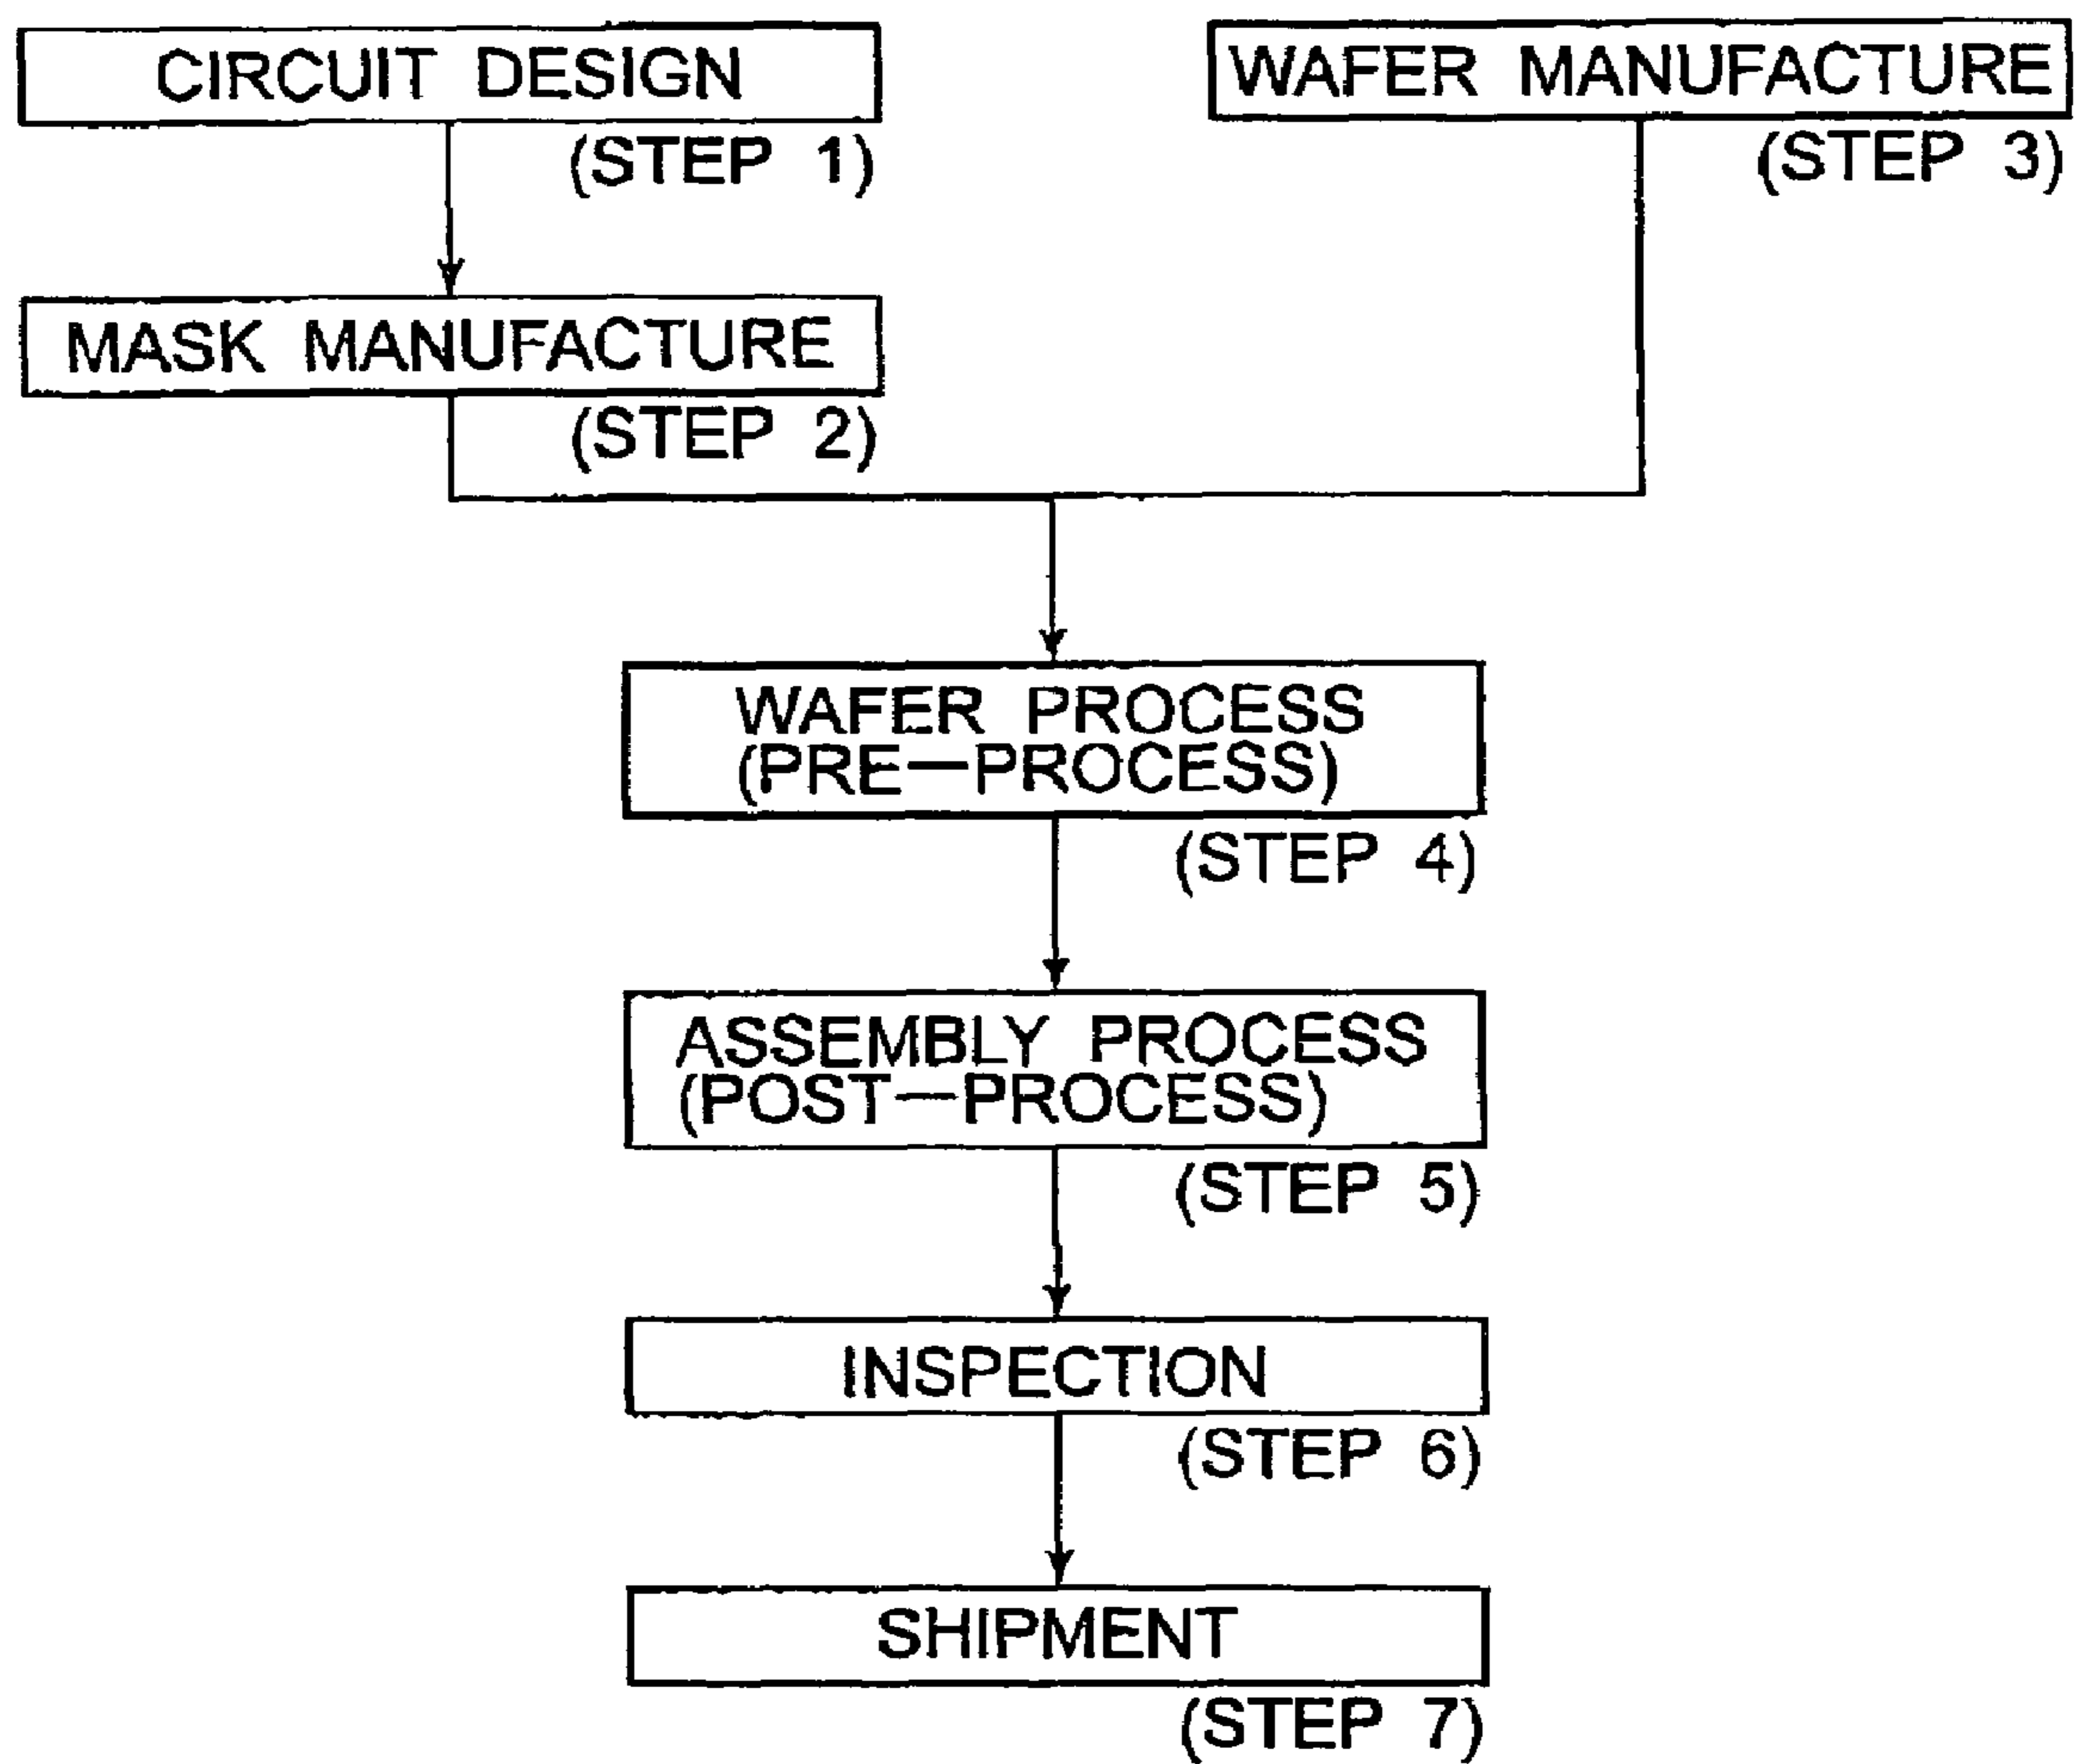 CIRCUIT DESIGN
(STEP 1)
WAFER MANUFACTURE
(STEP 3)
MASK MANUFACTURE
(STEP 2)
WAFER PROCESS
(PRE—PROCESS)
(STEP 4)
ASSEMBLY PROCESS
(POST—PROCESS)
(STEP 5)
INSPECTION
(STEP 6)
SHIPMENT
(STEP 7)